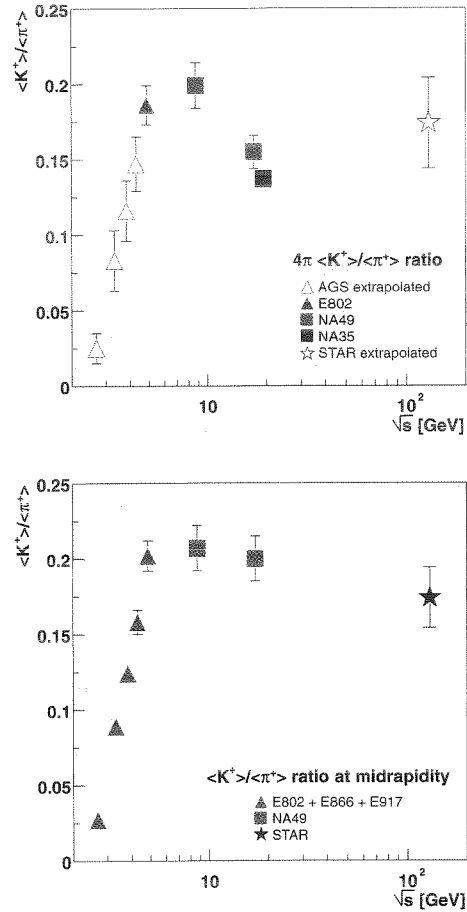 <K⁺>/<π⁺>
0.25
0.2
0.15
0.1
0.05
0
4π <K⁺>/<π⁺> ratio
AGS extrapolated
E802
NA49
NA35
STAR extrapolated
10
10²
√s [GeV]
<K⁺>/<π⁺>
0.25
0.2
0.15
0.1
0.05
0
<K⁺>/<π⁺> ratio at midrapidity
E802 + E866 + E917
NA49
STAR
10
10²
√s [GeV]